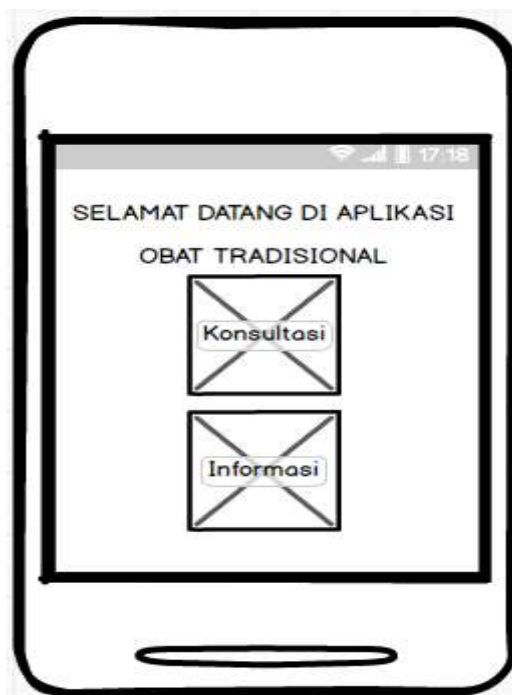 17:18
SELAMAT DATANG DI APLIKASI
OBAT TRADISIONAL
Konsultasi
Informasi